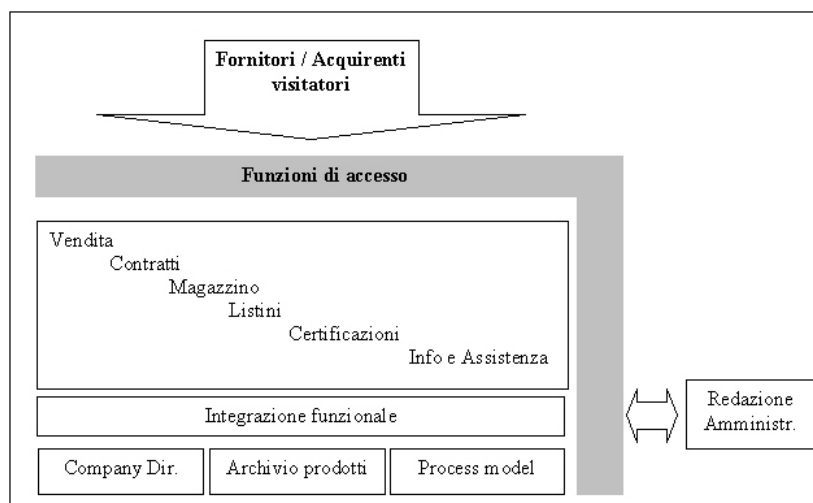 Fornitori / Acquirenti
visitatori
Funzioni di accesso
Vendita
Contratti
Magazzino
Listini
Certificazioni
Info e Assistenza
Integrazione funzionale
Redazione
Amministr.
Company Dir.
Archivio prodotti
Process model